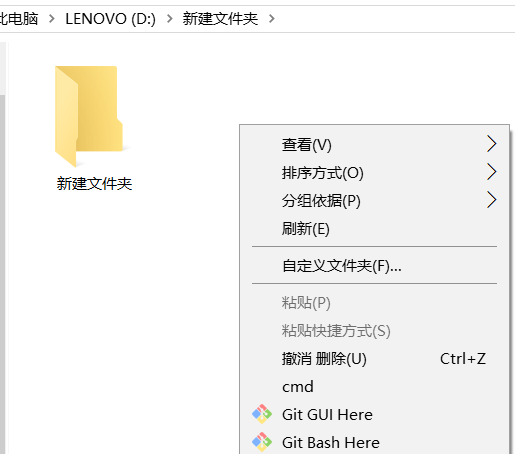 此电脑 > LENOVO (D:) > 新建文件夹 >
新建文件夹
查看(V)
排序方式(O)
分组依据(P)
刷新(E)
自定义文件夹(F)...
粘贴(P)
粘贴快捷方式(S)
撤消 删除(U) Ctrl+Z
cmd
Git GUI Here
Git Bash Here